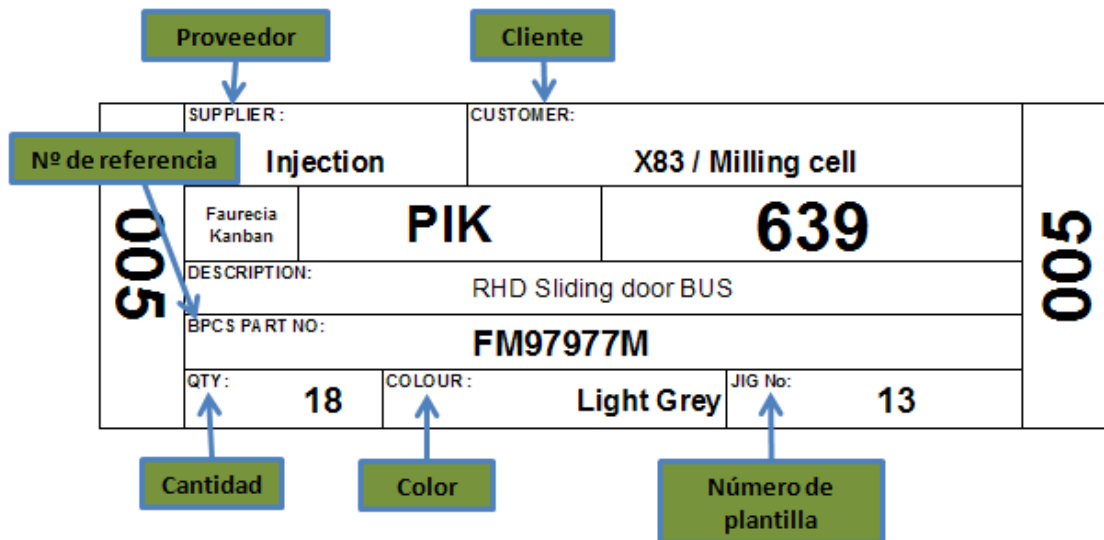 Proveedor
Cliente
SUPPLIER :
CUSTOMER:
Nº de referencia
Injection
X83 / Milling cell
005
Faurecia
Kanban
PIK
639
005
DESCRIPTION:
RHD Sliding door BUS
BPCS PART NO:
FM97977M
QTY :
18
COLOUR :
Light Grey
JIG No:
13
Cantidad
Color
Número de
plantilla